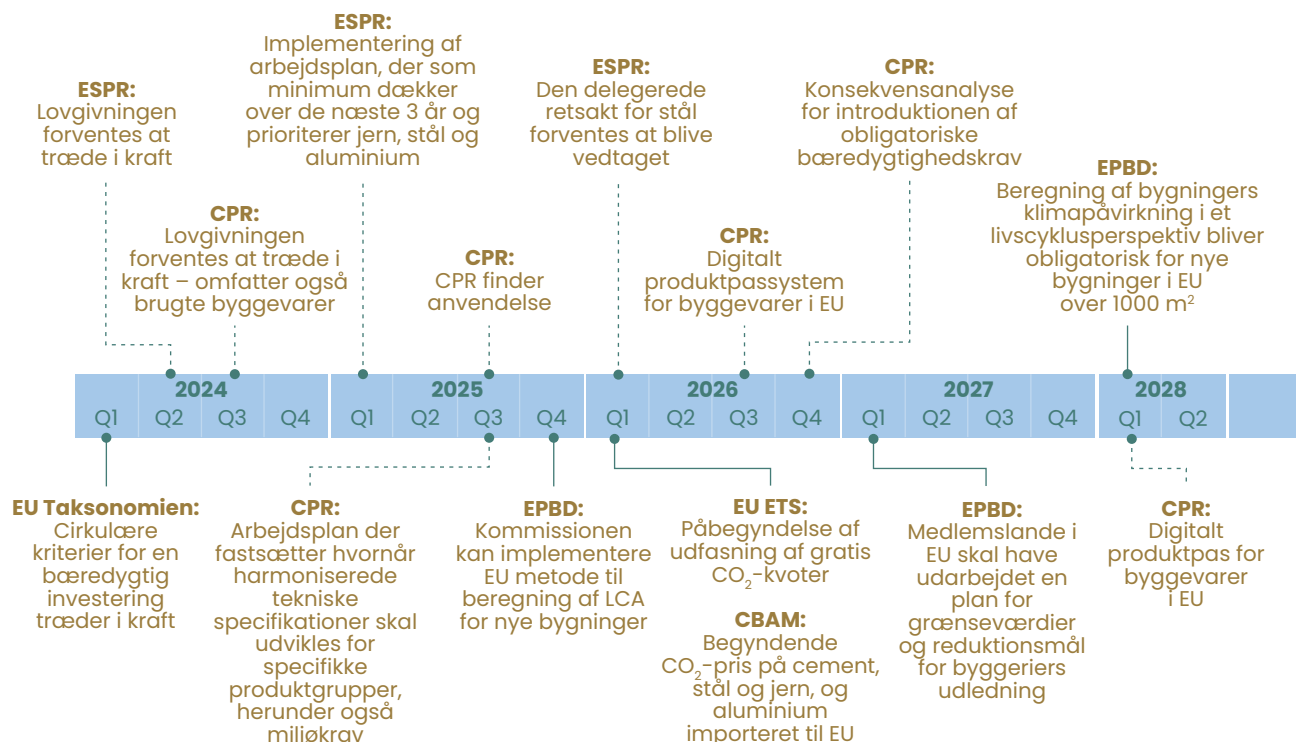 ESPR:
Lovgivningen
forventes at
træde i kraft
CPR:
Lovgivningen
forventes at træde i
kraft – omfatter også
brugte byggevarer
ESPR:
Implementering af
arbejdsplan, der som
minimum dækker
over de næste 3 år og
prioriterer jern, stål og
aluminium
CPR:
CPR finder
anvendelse
ESPR:
Den delegerede
retsakt for stål
forventes at blive
vedtaget
CPR:
Digitalt
produktpassystem
for byggevarer i EU
CPR:
Konsekvensanalyse
for introduktionen af
obligatoriske
bæredygtighedskrav
EPBD:
Beregning af bygningers
klimapåvirkning i et
livscyklusperspektiv bliver
obligatorisk for nye
bygninger i EU
over 1000 m²
2024
Q1 Q2 Q3 Q4
2025
Q1 Q2 Q3 Q4
2026
Q1 Q2 Q3 Q4
2027
Q1 Q2 Q3 Q4
2028
Q1 Q2
EU Taksonomien:
Cirkulære
kriterier for en
bæredygtig
investering
træder i kraft
CPR:
Arbejdsplan der
fastsætter hvornår
harmoniserede
tekniske
specifikationer skal
udvikles for
specifikke
produktgrupper,
herunder også
miljøkrav
EPBD:
Kommissionen
kan implementere
EU metode til
beregning af LCA
for nye bygninger
EU ETS:
Påbegyndelse af
udfasning af gratis
CO₂-kvoter
CBAM:
Begyndende
CO₂-pris på cement,
stål og jern, og
aluminium
importeret til EU
EPBD:
Medlemslande i
EU skal have
udarbejdet en
plan for
grænseværdier
og reduktionsmål
for byggeriers
udledning
CPR:
Digitalt
produktpas for
byggevarer
i EU